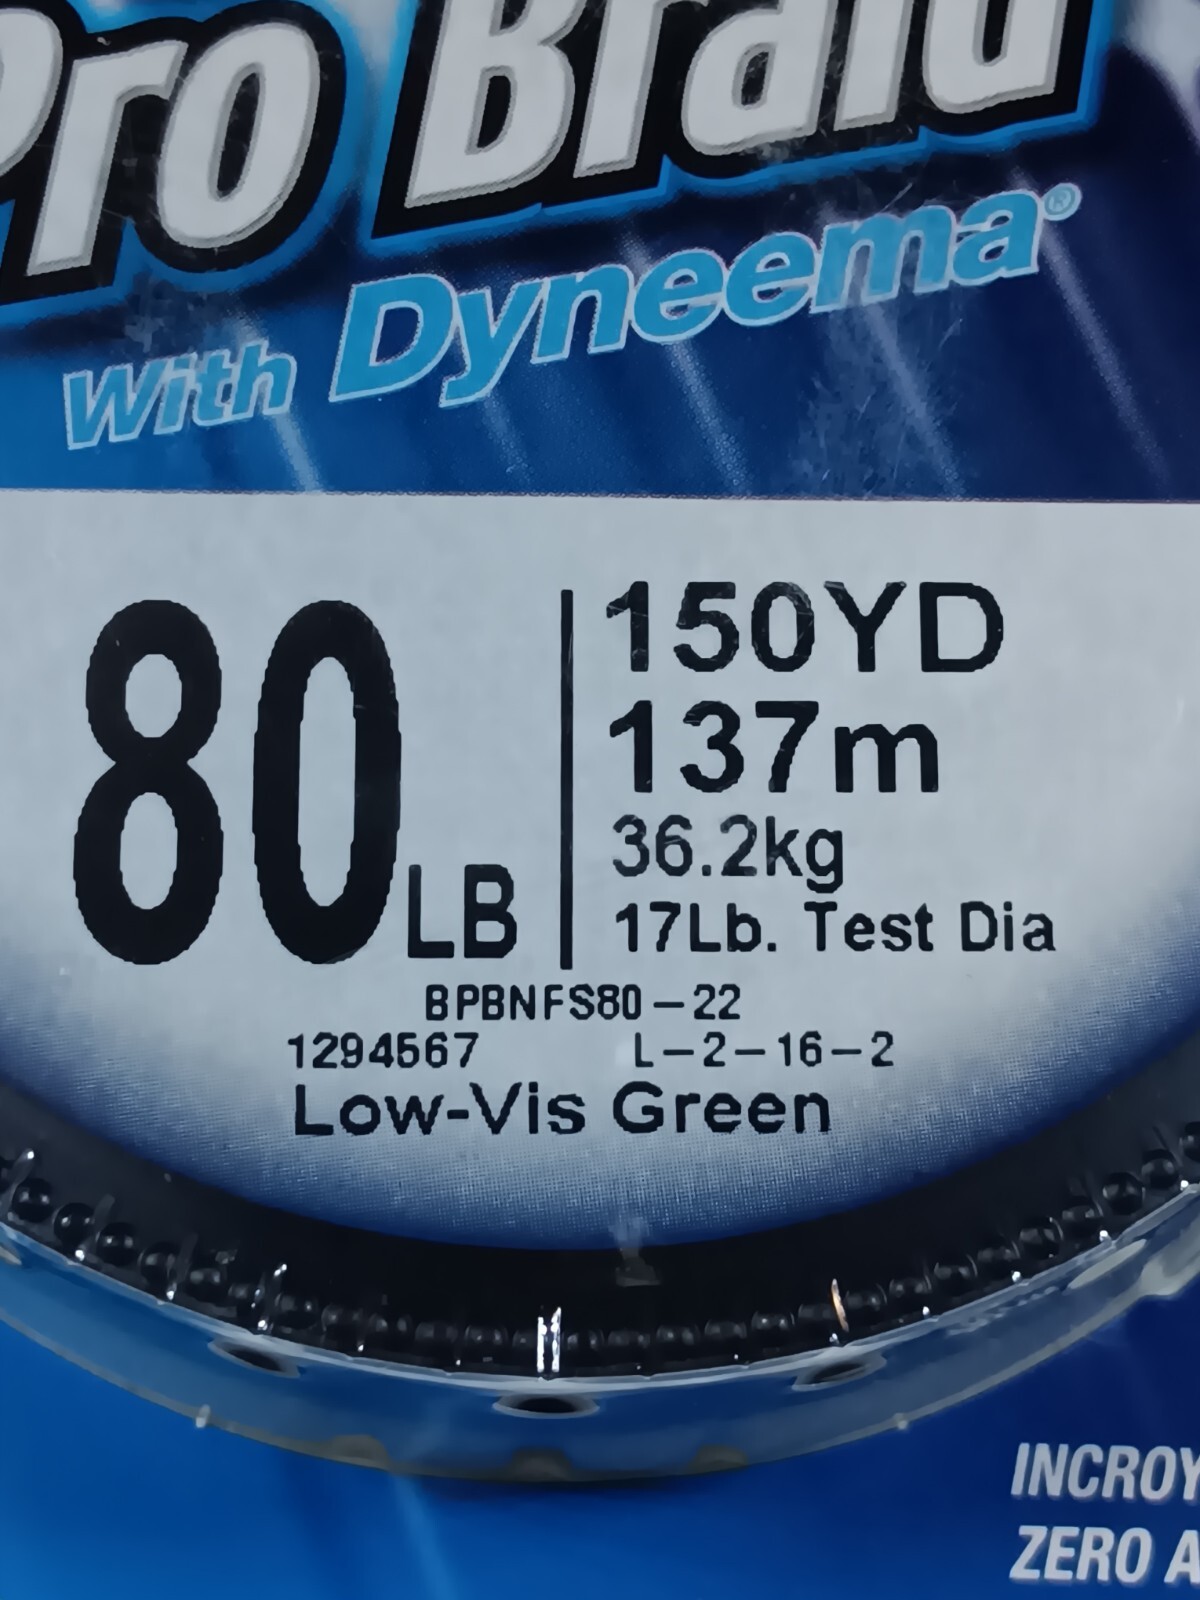 Pro Braid
With Dyneema®
80LB
150YD
137m
36.2kg
17Lb. Test Dia
BPBNFS80-22
1294567 L-2-16-2
Low-Vis Green
INCROY
ZERO A